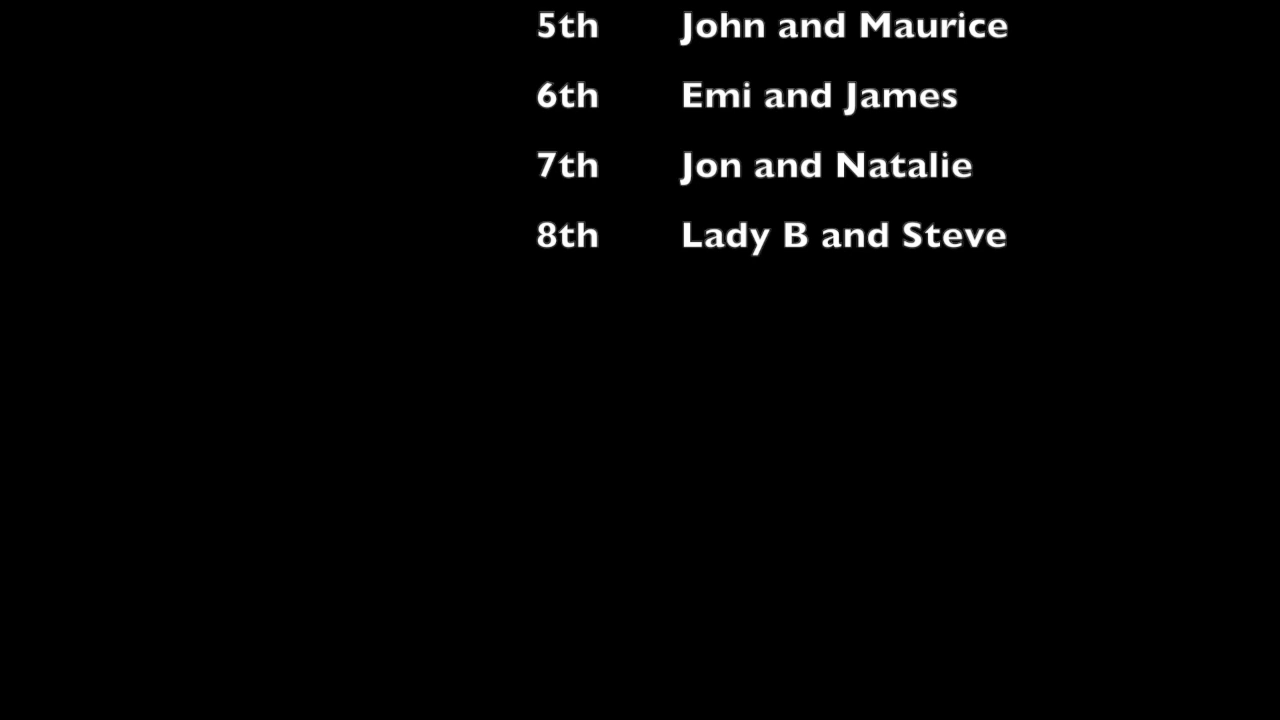 5th John and Maurice
6th Emi and James
7th Jon and Natalie
8th Lady B and Steve